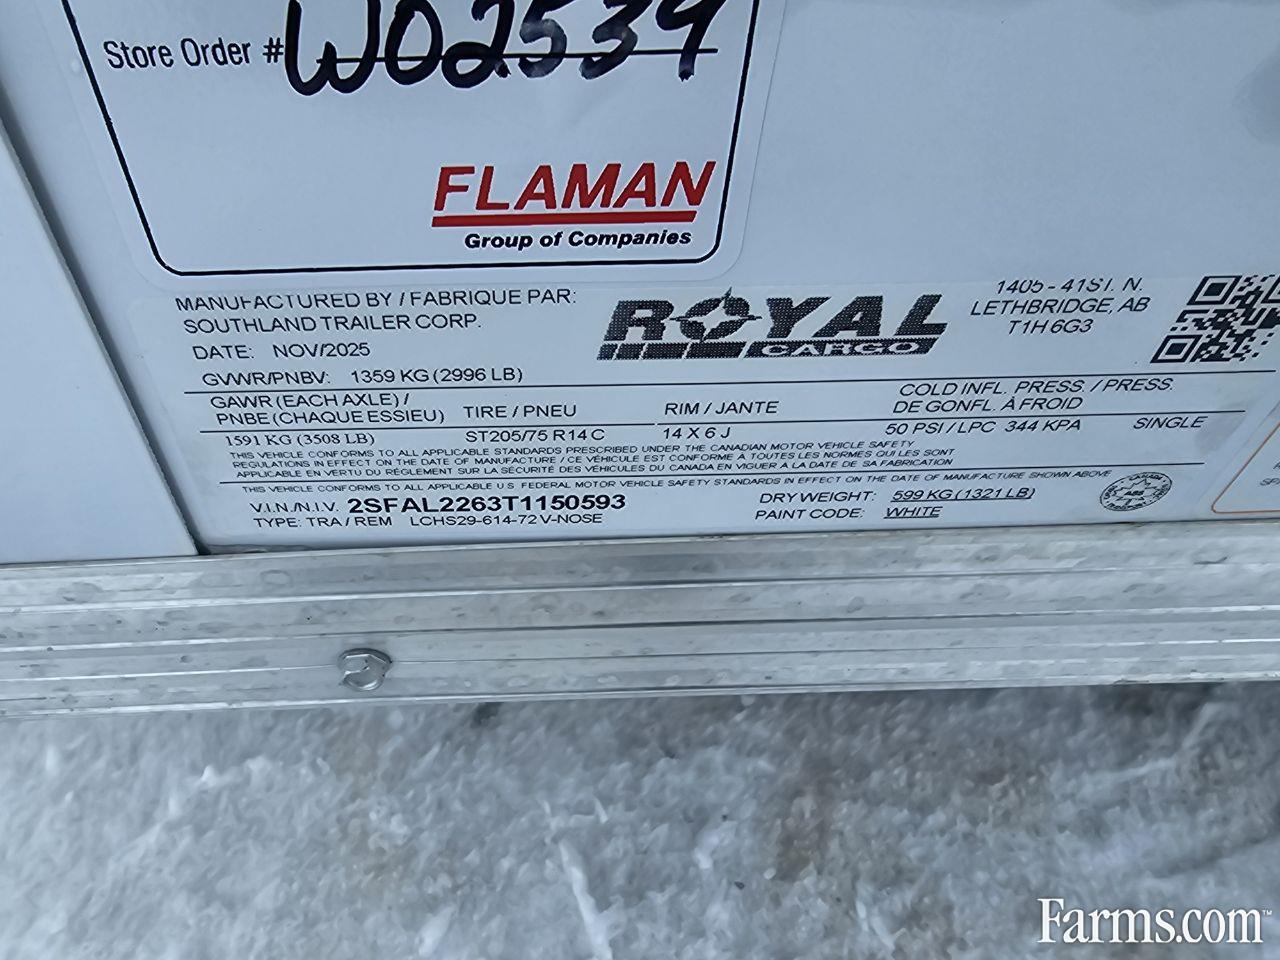 Store Order # W02539
FLAMAN
Group of Companies
MANUFACTURED BY / FABRIQUE PAR:
SOUTHLAND TRAILER CORP.
DATE: NOV/2025
GVWR/PNBV: 1359 KG (2996 LB)
ROYAL
CARGO
1405 - 41ST. N.
LETHBRIDGE, AB
T1H 6G3
GAWR (EACH AXLE) /
PNBE (CHAQUE ESSIEU)
TIRE / PNEU
RIM / JANTE
COLD INFL. PRESS. / PRESS.
DE GONFL. À FROID
1591 KG (3508 LB)
ST205/75 R14 C
14 X 6 J
50 PSI / LPC 344 KPA
SINGLE
THIS VEHICLE CONFORMS TO ALL APPLICABLE STANDARDS PRESCRIBED UNDER THE CANADIAN MOTOR VEHICLE SAFETY
REGULATIONS IN EFFECT ON THE DATE OF MANUFACTURE / CE VÉHICULE EST CONFORME À TOUTES LES NORMES QUI LES SONT
APPLICABLE EN VERTU DU RÉGLEMENT SUR LA SÉCURITÉ DES VÉHICULES DU CANADA EN VIGUER A LA DATE DE SA FABRICATION
THIS VEHICLE CONFORMS TO ALL APPLICABLE U.S FEDERAL MOTOR VEHICLE SAFETY STANDARDS IN EFFECT ON THE DATE OF MANUFACTURE SHOWN ABOVE
V.I.N./N.I.V. 2SFAL2263T1150593
TYPE: TRA / REM LCHS29-614-72 V-NOSE
DRY WEIGHT: 599 KG (1321 LB)
PAINT CODE: WHITE
Farms.com™